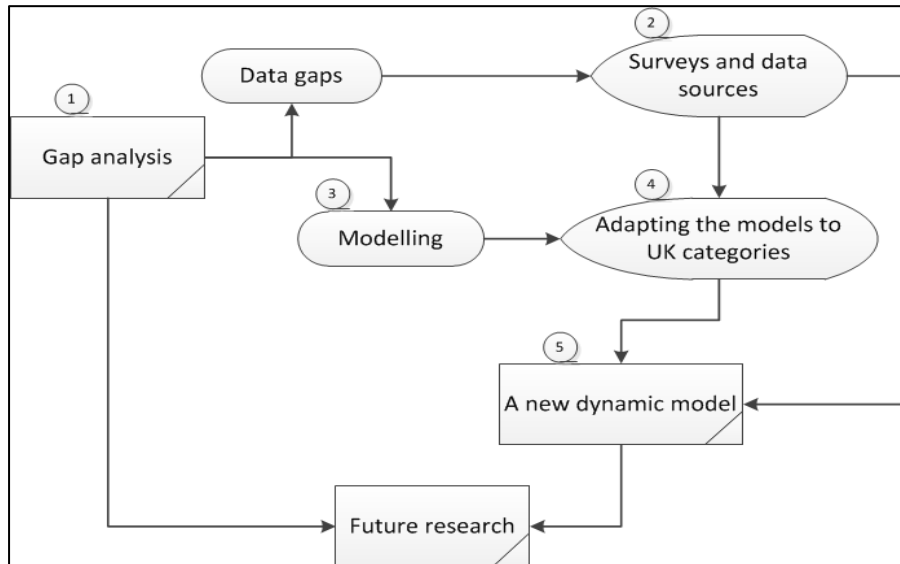 1
Gap analysis
Data gaps
2
Surveys and data
sources
3
Modelling
4
Adapting the models to
UK categories
5
A new dynamic model
Future research